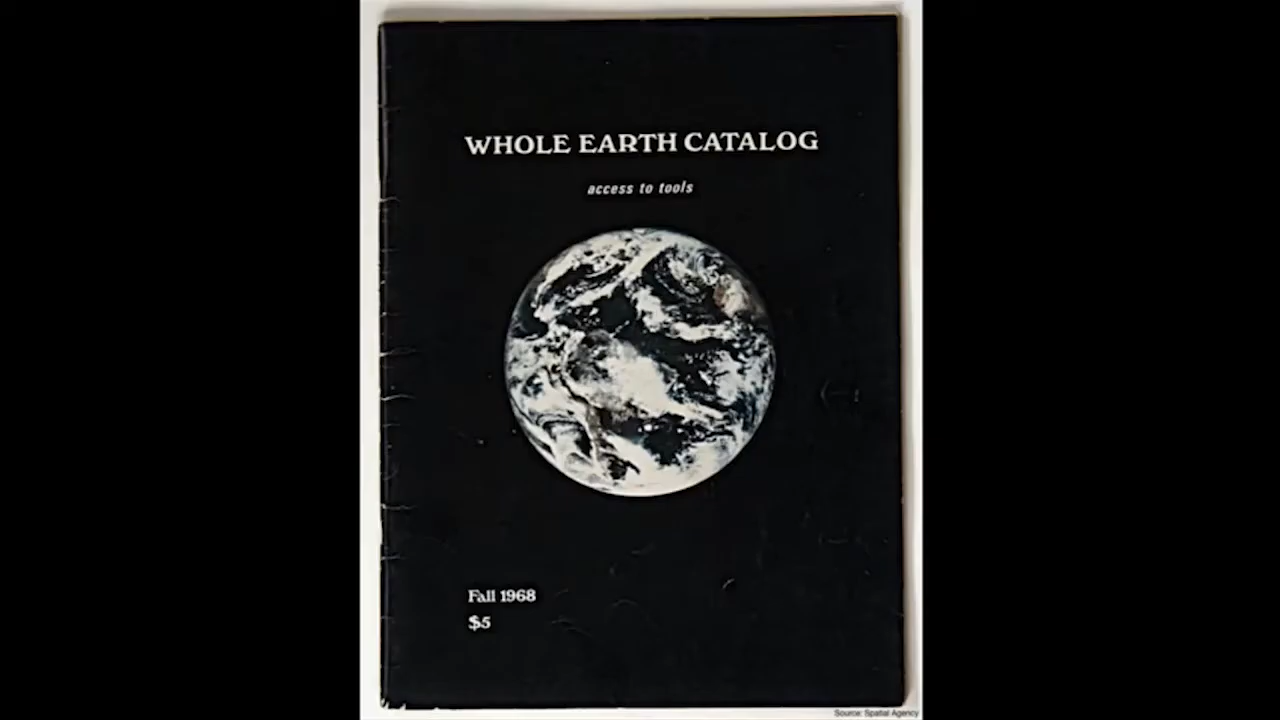 WHOLE EARTH CATALOG
access to tools
Fall 1968
$5
Source: Spatial Agency